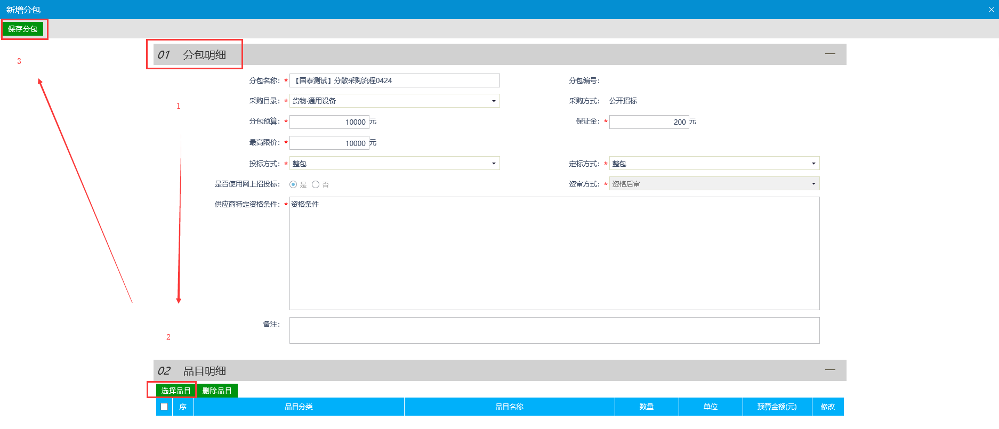 新增分包
保存分包
01 分包明细
3
分包名称： * 【国泰测试】分散采购流程0424 分包编号：
采购目录： * 货物·通用设备 采购方式： 公开招标
1
分包预算： * 10000 元 保证金： * 200 元
最高限价： * 10000 元
投标方式： * 整包 定标方式： * 整包
是否使用网上招投标： 是 否 资审方式： * 资格后审
供应商特定资格条件： * 资格条件
备注：
2
02 品目明细
选择品目 删除品目
序 品目分类 品目名称 数量 单位 预算金额(元) 修改